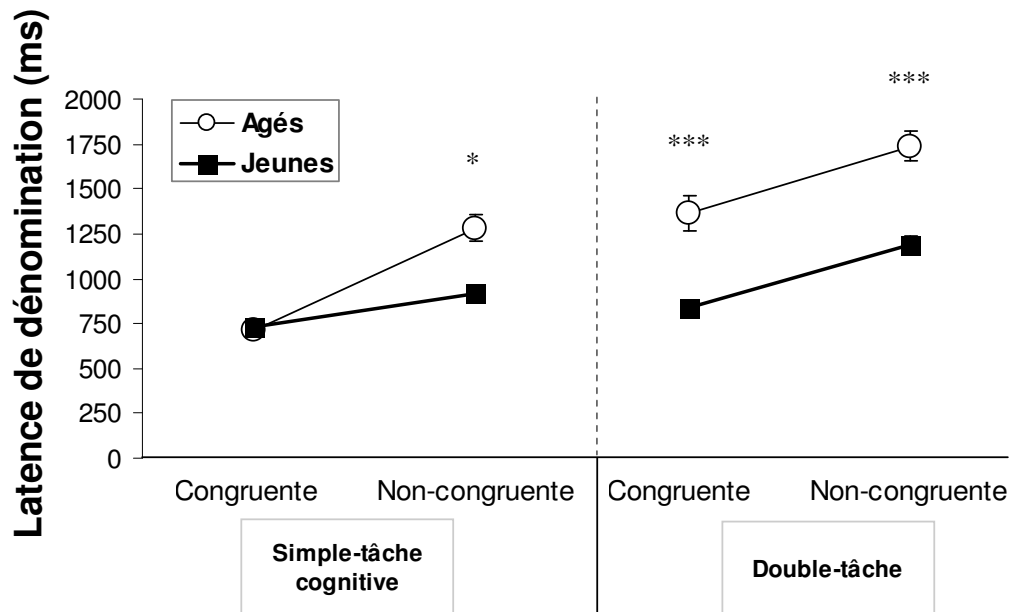 Latence de dénomination (ms)
2000
1750
1500
1250
1000
750
500
250
0
Agés
Jeunes
*
***
***
Congruente
Non-congruente
Congruente
Non-congruente
Simple-tâche
cognitive
Double-tâche